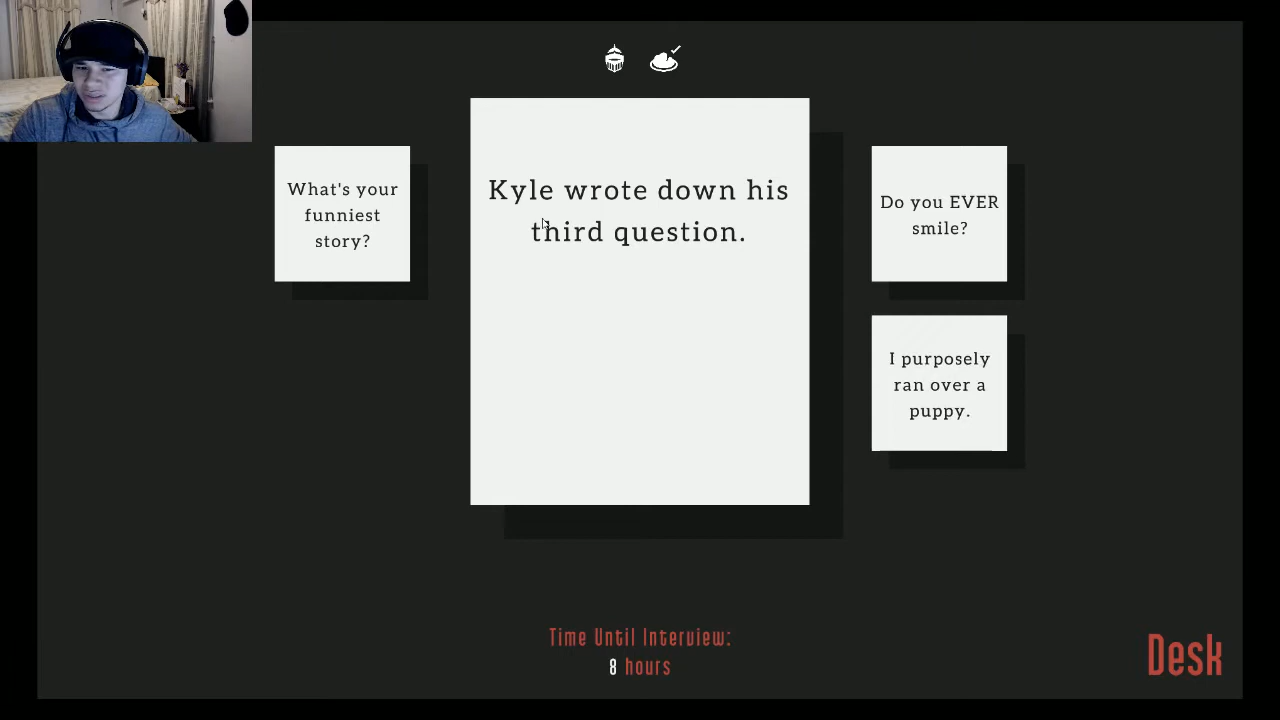 What's your
funniest
story?
Kyle wrote down his
third question.
Do you EVER
smile?
I purposely
ran over a
puppy.
Time Until Interview:
8 hours
Desk